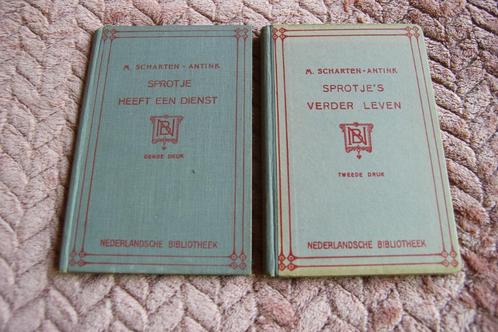 M. SCHARTEN-ANTINK
SPROTJE
HEEFT EEN DIENST
NB
DERDE DRUK
NEDERLANDSCHE BIBLIOTHEEK
M. SCHARTEN-ANTINK
SPROTJE'S
VERDER LEVEN
NB
TWEEDE DRUK
NEDERLANDSCHE BIBLIOTHEEK